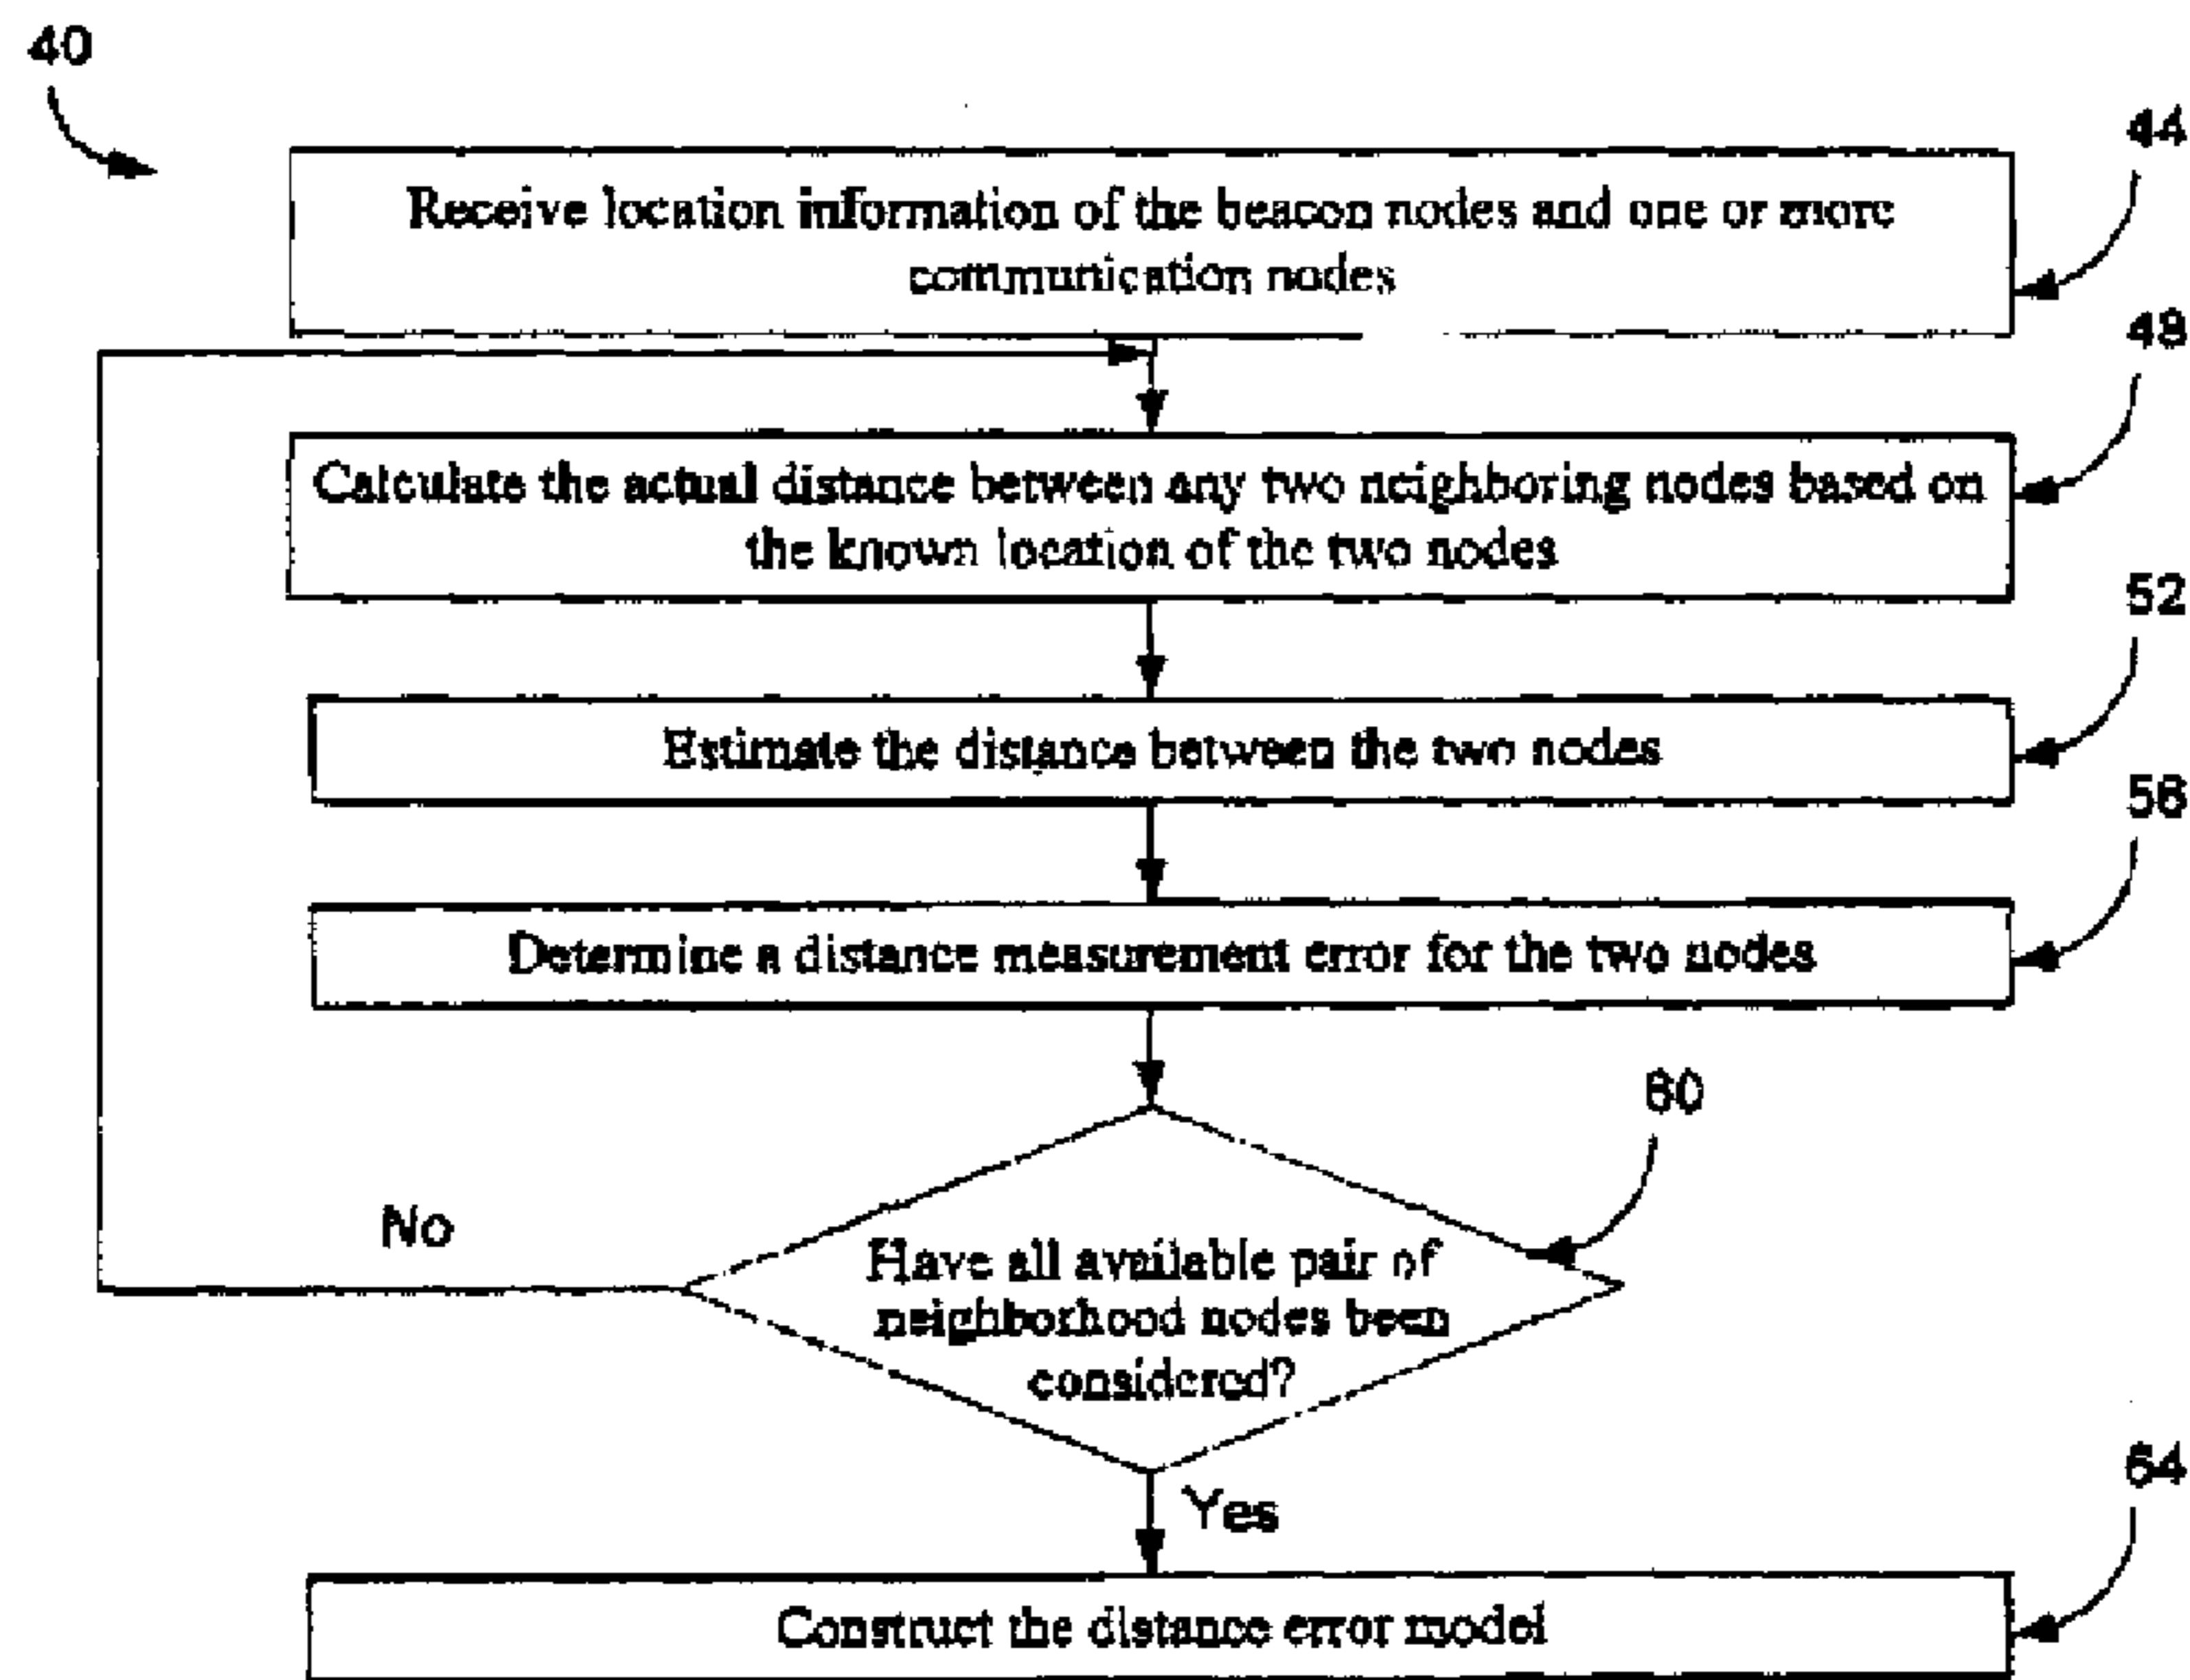 40
44
Receive location information of the beacon nodes and one or more
communication nodes
48
Calculate the actual distance between any two neighboring nodes based on
the known location of the two nodes
52
Estimate the distance between the two nodes
56
Determine a distance measurement error for the two nodes
60
No
Have all available pair of
neighborhood nodes been
considered?
Yes
64
Construct the distance error model